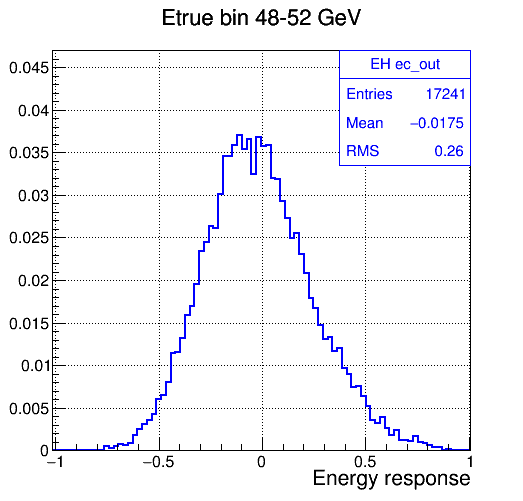 Etrue bin 48-52 GeV
EH ec_out
Entries 17241
Mean −0.0175
RMS 0.26
0.045
0.04
0.035
0.03
0.025
0.02
0.015
0.01
0.005
0
−1 −0.5 0 0.5 1
Energy response